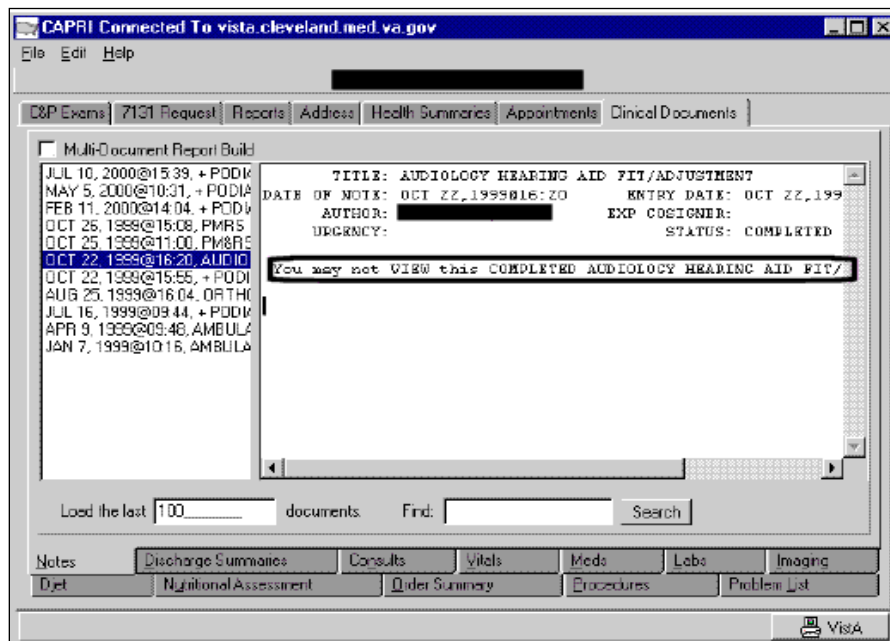 CAPRI Connected To vista.cleveland.med.va.gov
File Edit Help
C&P Exams 7131 Request Reports Address Health Summaries Appointments Clinical Documents
Multi-Document Report Build
JUL 10, 2000@15:39, + PODI
MAY 5, 2000@10:31, + PODIA
FEB 11, 2000@14:04, + PODI
OCT 26, 1999@15:08, PMRS
OCT 25, 1999@11:00, PM&RS
OCT 22, 1999@16:20, AUDIO
OCT 22, 1999@15:55, + PODI
AUG 25, 1999@16:04, ORTHO
JUL 16, 1999@09:44, + PODI
APR 9, 1999@09:48, AMBULA
JAN 7, 1999@10:16, AMBULA
TITLE: AUDIOLOGY HEARING AID FIT/ADJUSTMENT
DATE OF NOTE: OCT 22,1999@16:20 ENTRY DATE: OCT 22,199
AUTHOR: EXP COSIGNER:
URGENCY: STATUS: COMPLETED
You may not VIEW this COMPLETED AUDIOLOGY HEARING AID FIT/
Load the last 100 documents. Find: Search
Notes Discharge Summaries Consults Vitals Meds Labs Imaging
Diet Nutritional Assessment Order Summary Procedures Problem List
VistA